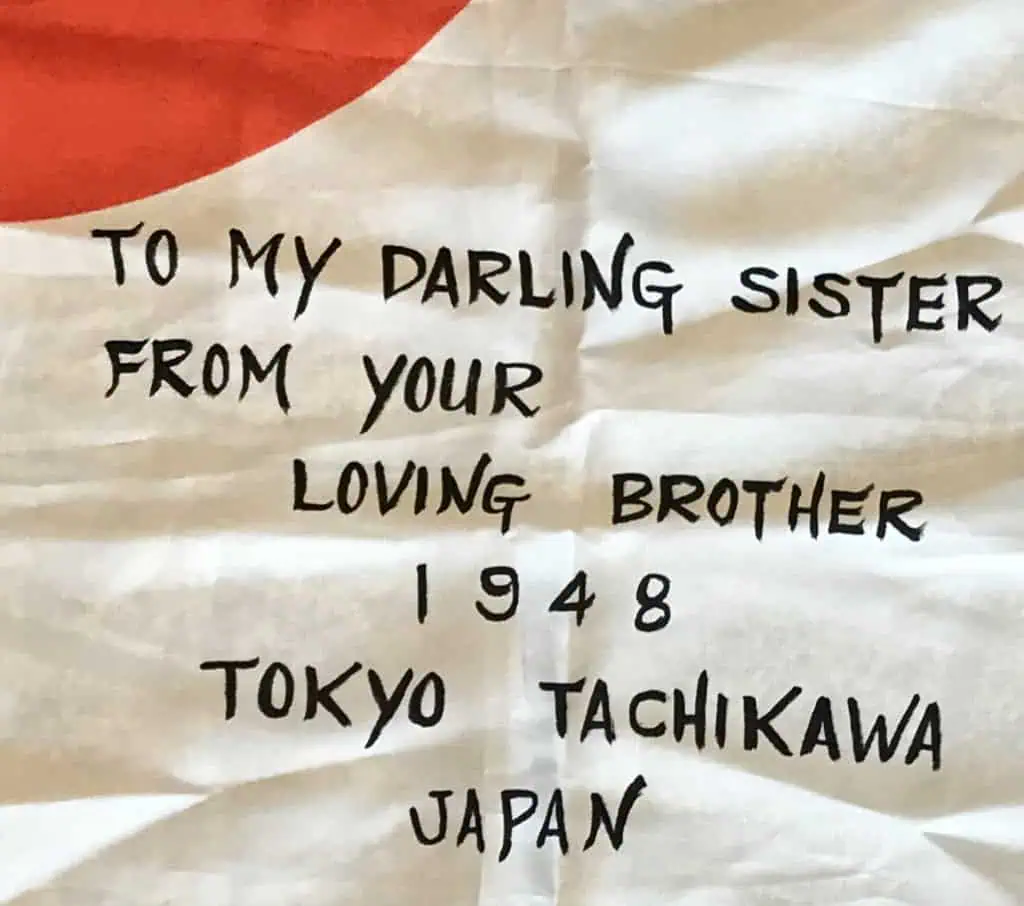 TO MY DARLING SISTER
FROM YOUR
LOVING BROTHER
1948
TOKYO TACHIKAWA
JAPAN